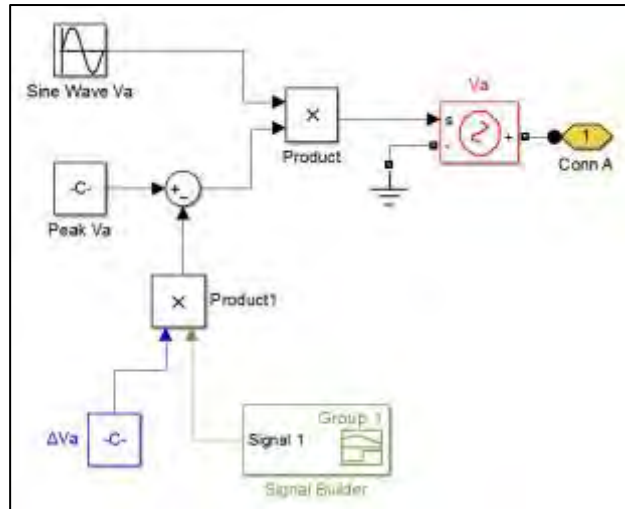 Sine Wave Va
×
Product
Va
s
-
+
1
Conn A
-C-
Peak Va
+
-
×
Product1
ΔVa
-C-
Group 1
Signal 1
Signal Builder